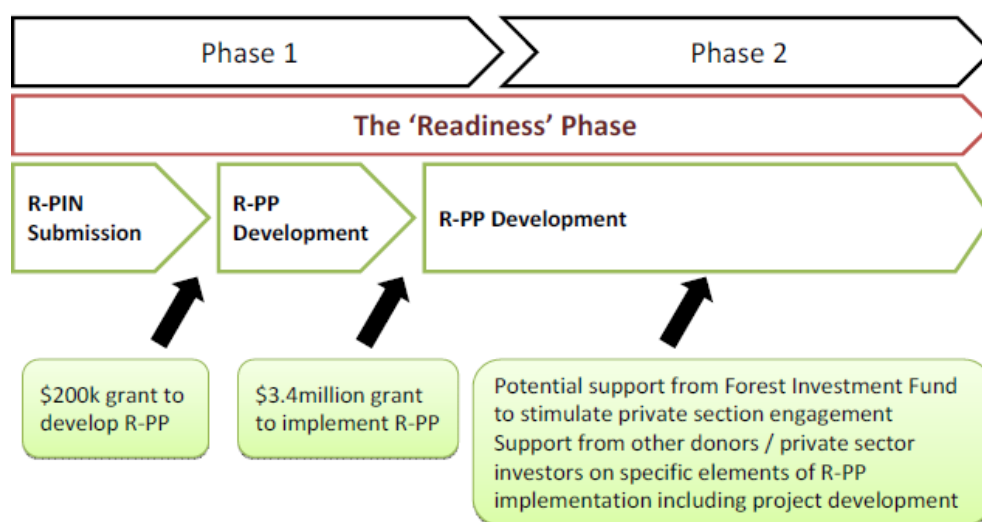 Phase 1
Phase 2
The ‘Readiness’ Phase
R-PIN
Submission
R-PP
Development
R-PP Development
$200k grant to
develop R-PP
$3.4million grant
to implement R-PP
Potential support from Forest Investment Fund
to stimulate private section engagement
Support from other donors / private sector
investors on specific elements of R-PP
implementation including project development